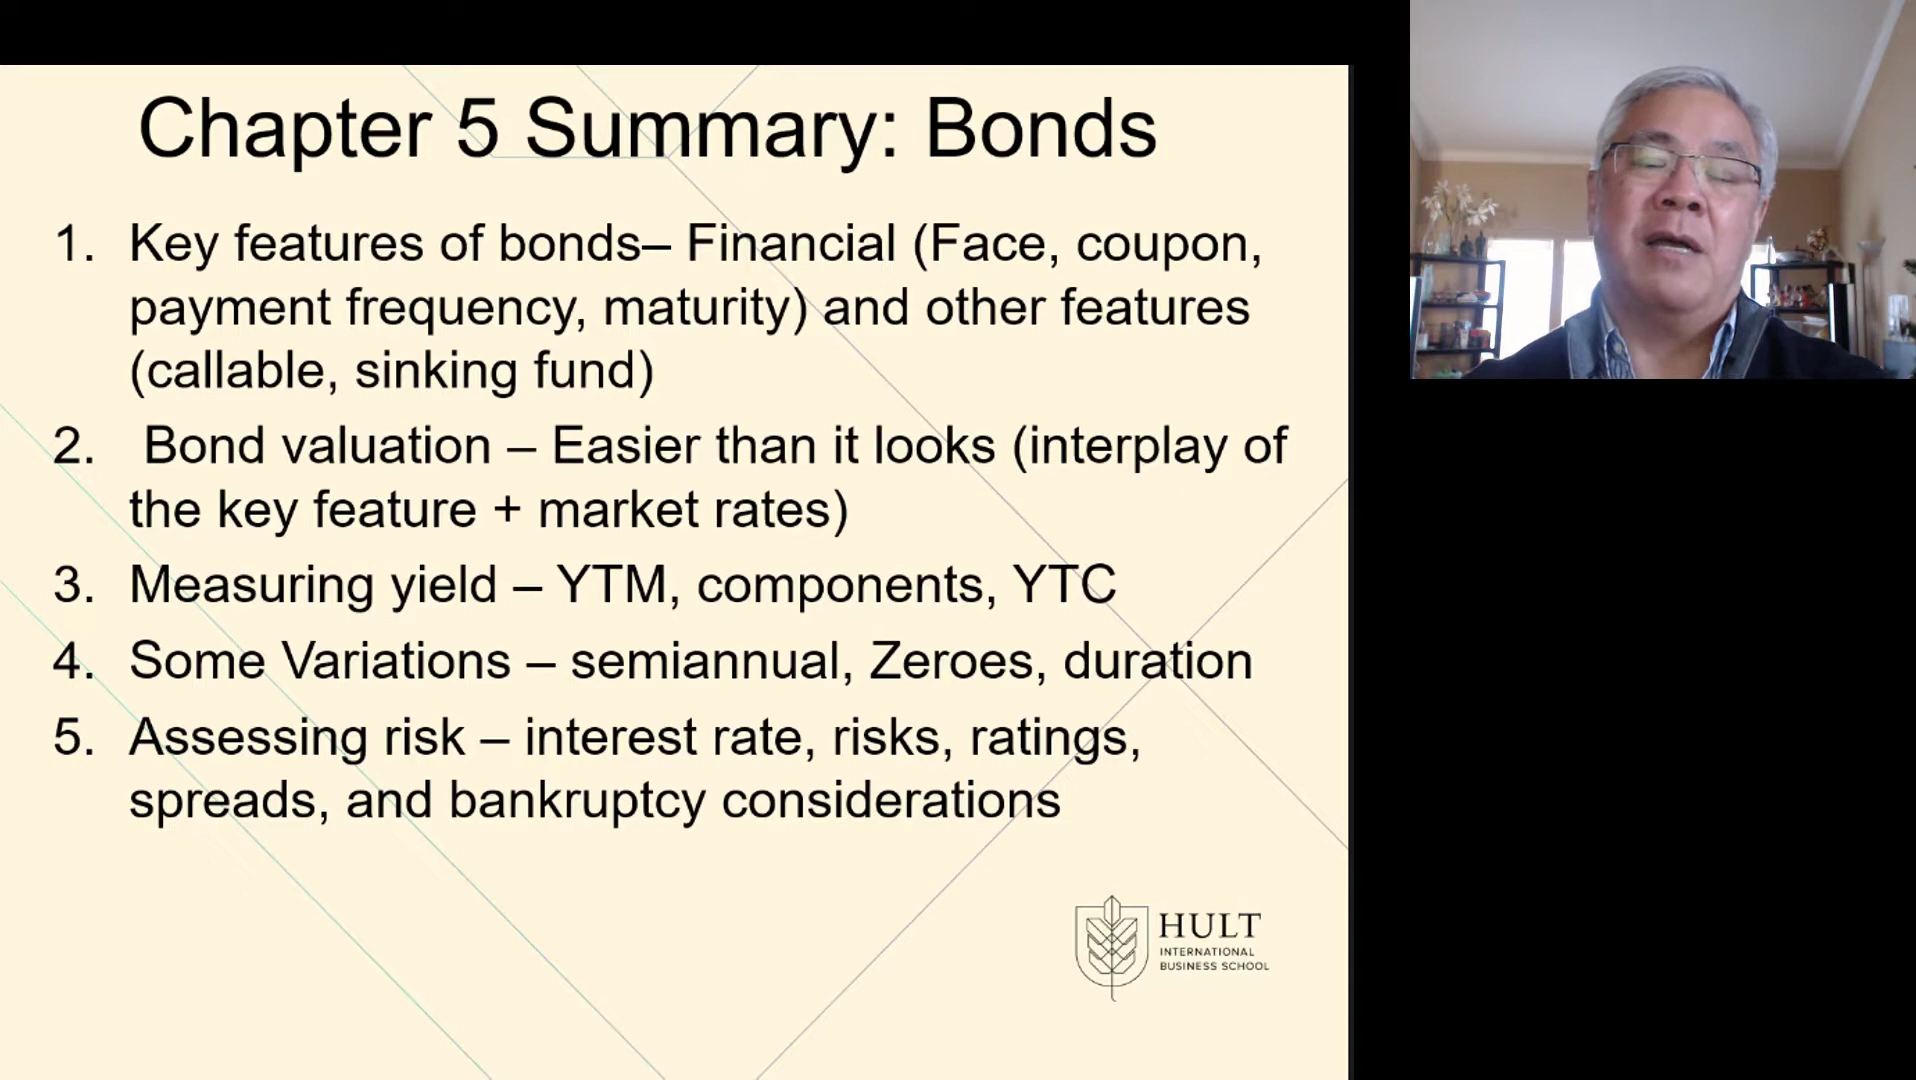 Chapter 5 Summary: Bonds
1. Key features of bonds– Financial (Face, coupon,
payment frequency, maturity) and other features
(callable, sinking fund)
2. Bond valuation – Easier than it looks (interplay of
the key feature + market rates)
3. Measuring yield – YTM, components, YTC
4. Some Variations – semiannual, Zeroes, duration
5. Assessing risk – interest rate, risks, ratings,
spreads, and bankruptcy considerations
HULT
INTERNATIONAL
BUSINESS SCHOOL